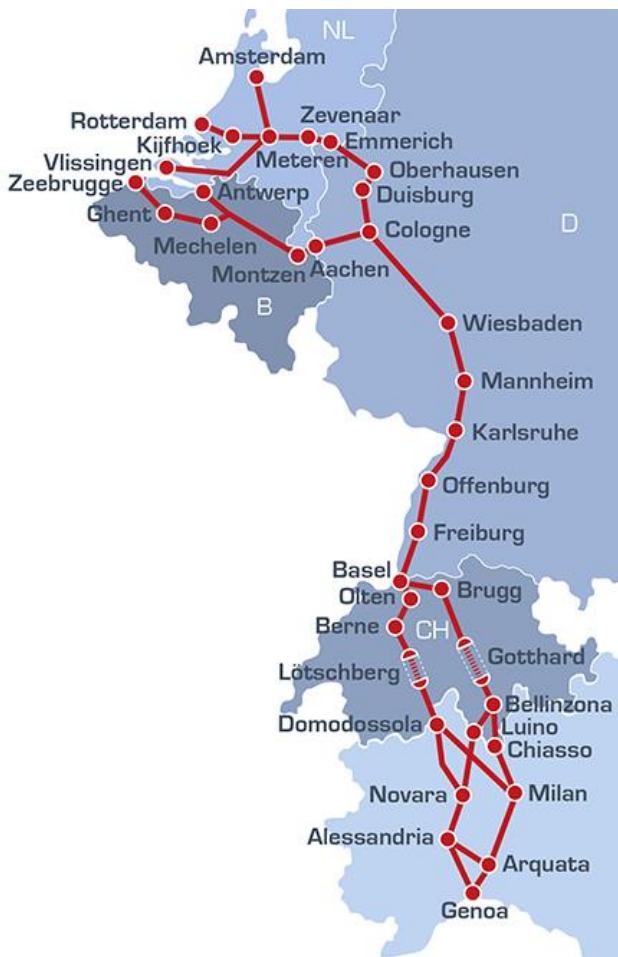 NL
Amsterdam
Rotterdam
Zevenaar
Kijfhoek
Emmerich
Vlissingen
Meteren
Oberhausen
Zeebrugge
Antwerp
Duisburg
Ghent
Cologne
D
Mechelen
Aachen
Montzen
B
Wiesbaden
Mannheim
Karlsruhe
Offenburg
Freiburg
Basel
Olten
Brugg
Berne
CH
Gotthard
Lötschberg
Bellinzona
Domodossola
Luino
Chiasso
Novara
Milan
Alessandria
Arquata
Genoa